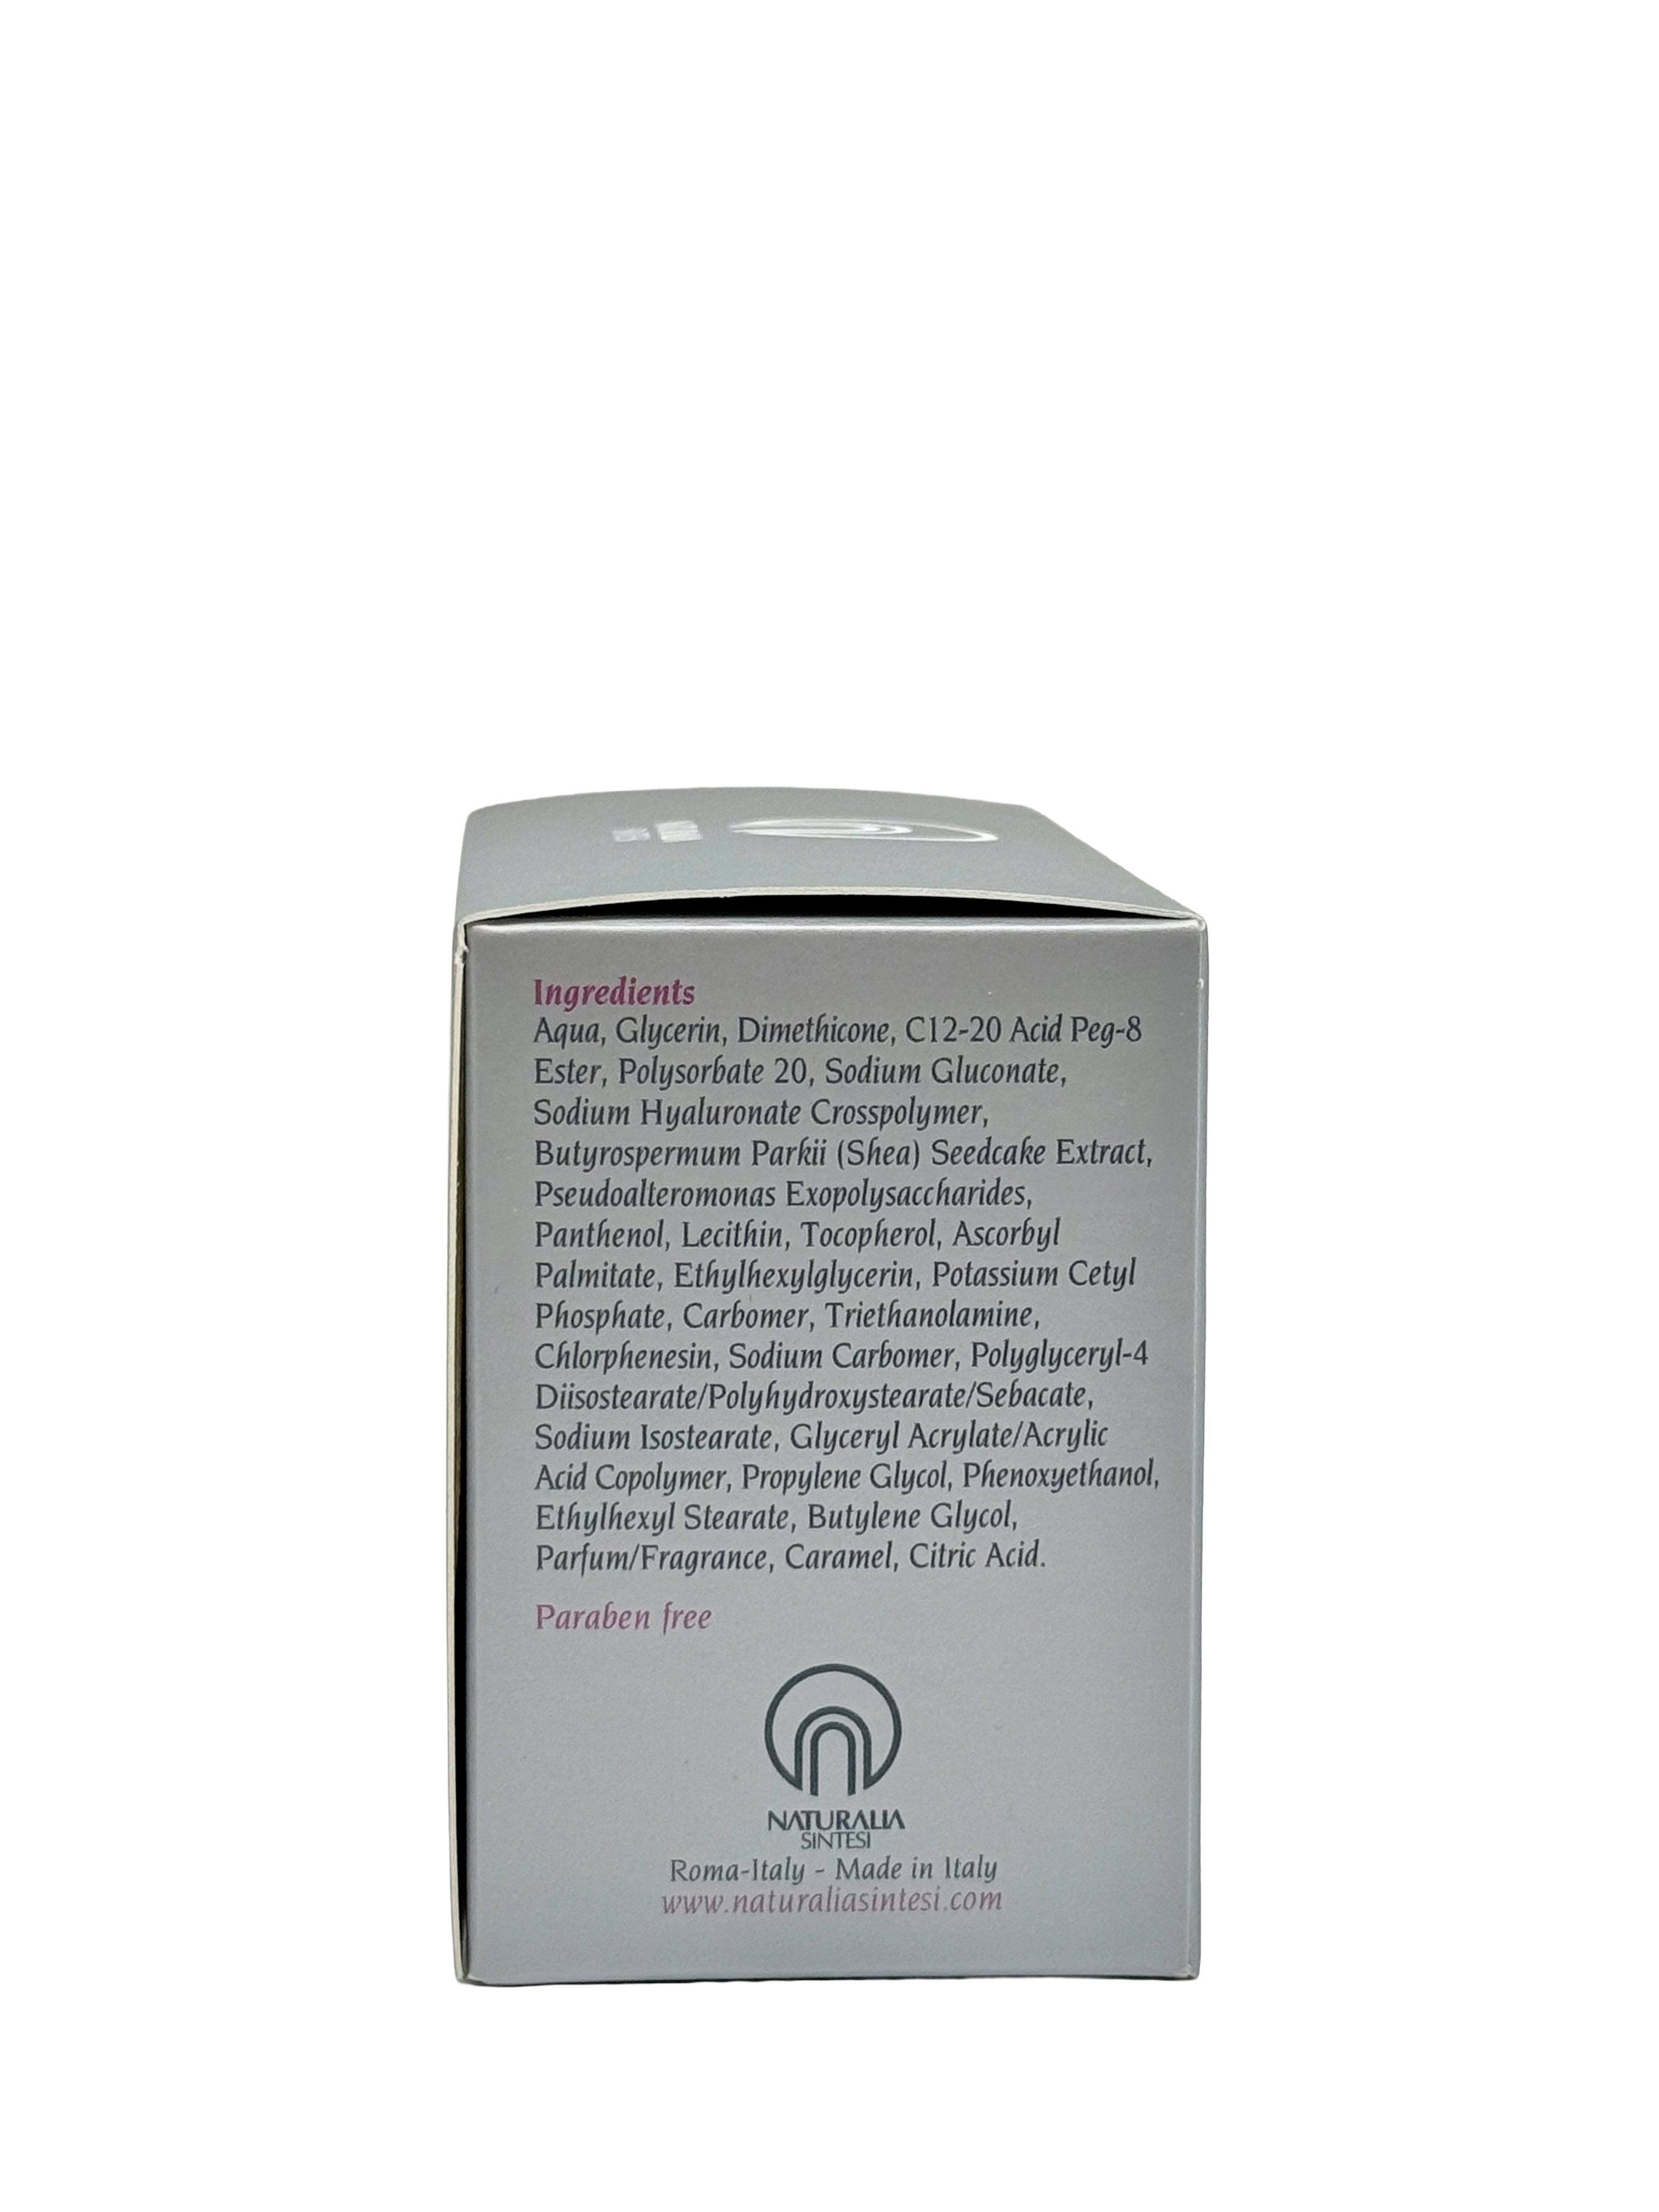 Ingredients
Aqua, Glycerin, Dimethicone, C12-20 Acid Peg-8
Ester, Polysorbate 20, Sodium Gluconate,
Sodium Hyaluronate Crosspolymer,
Butyrospermum Parkii (Shea) Seedcake Extract,
Pseudoalteromonas Exopolysaccharides,
Panthenol, Lecithin, Tocopherol, Ascorbyl
Palmitate, Ethylhexylglycerin, Potassium Cetyl
Phosphate, Carbomer, Triethanolamine,
Chlorphenesin, Sodium Carbomer, Polyglyceryl-4
Diisostearate/Polyhydroxystearate/Sebacate,
Sodium Isostearate, Glyceryl Acrylate/Acrylic
Acid Copolymer, Propylene Glycol, Phenoxyethanol,
Ethylhexyl Stearate, Butylene Glycol,
Parfum/Fragrance, Caramel, Citric Acid.
Paraben free
NATURALIA
SINTESI
Roma-Italy - Made in Italy
www.naturaliasintesi.com